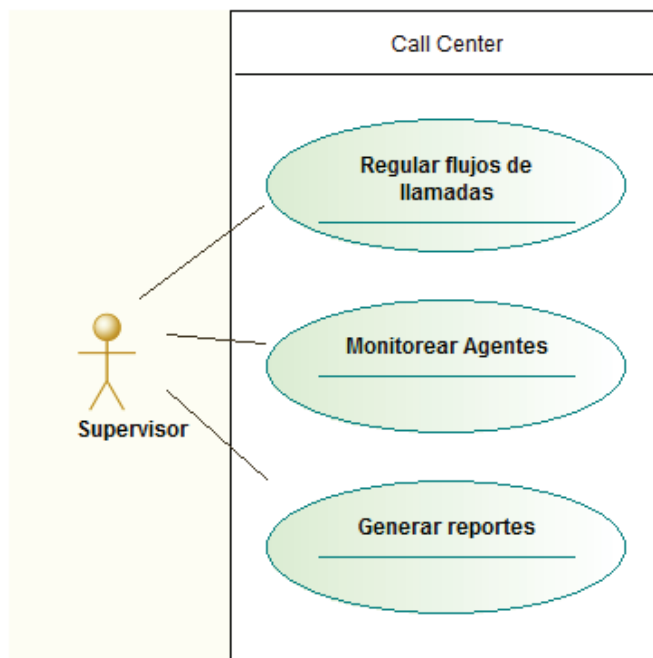 Call Center
Regular flujos de
llamadas
Monitorear Agentes
Supervisor
Generar reportes